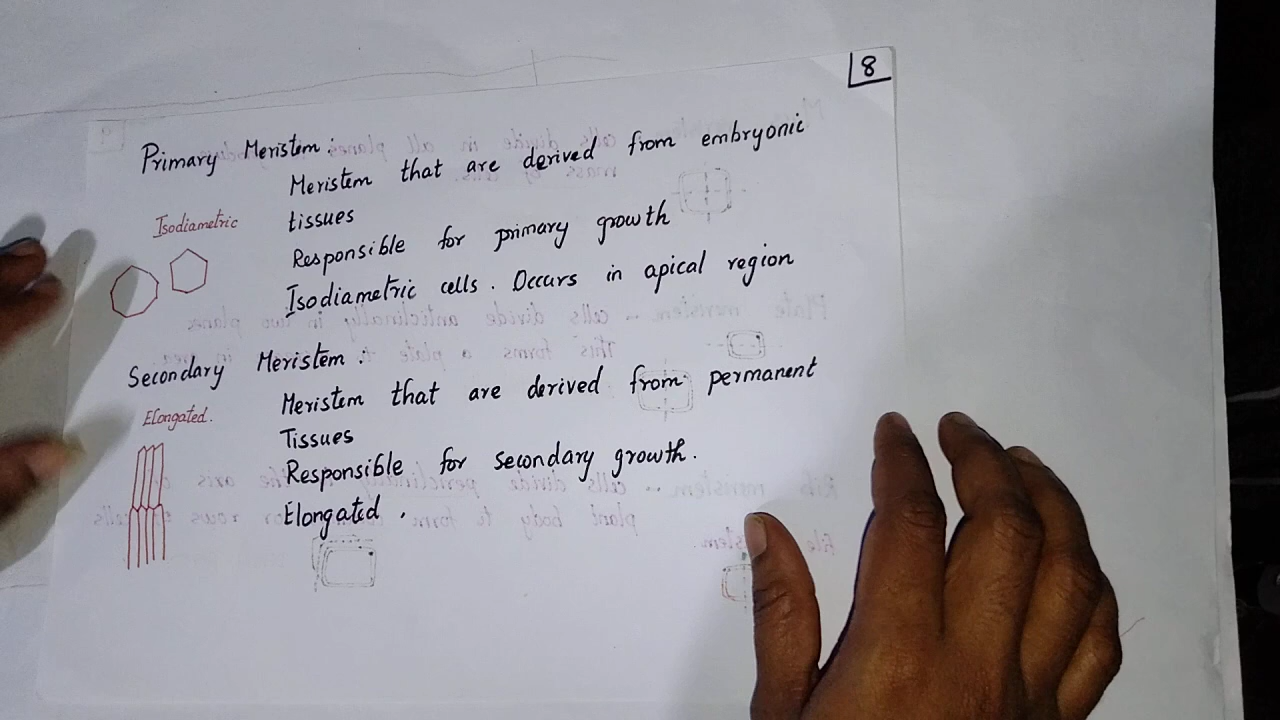 8
Primary Meristem :
Meristem that are derived from embryonic
tissues
Isodiametric
Responsible for primary growth
Isodiametric cells. Occurs in apical region
Secondary Meristem :
Meristem that are derived from permanent
Elongated.
Tissues
Responsible for secondary growth.
Elongated.